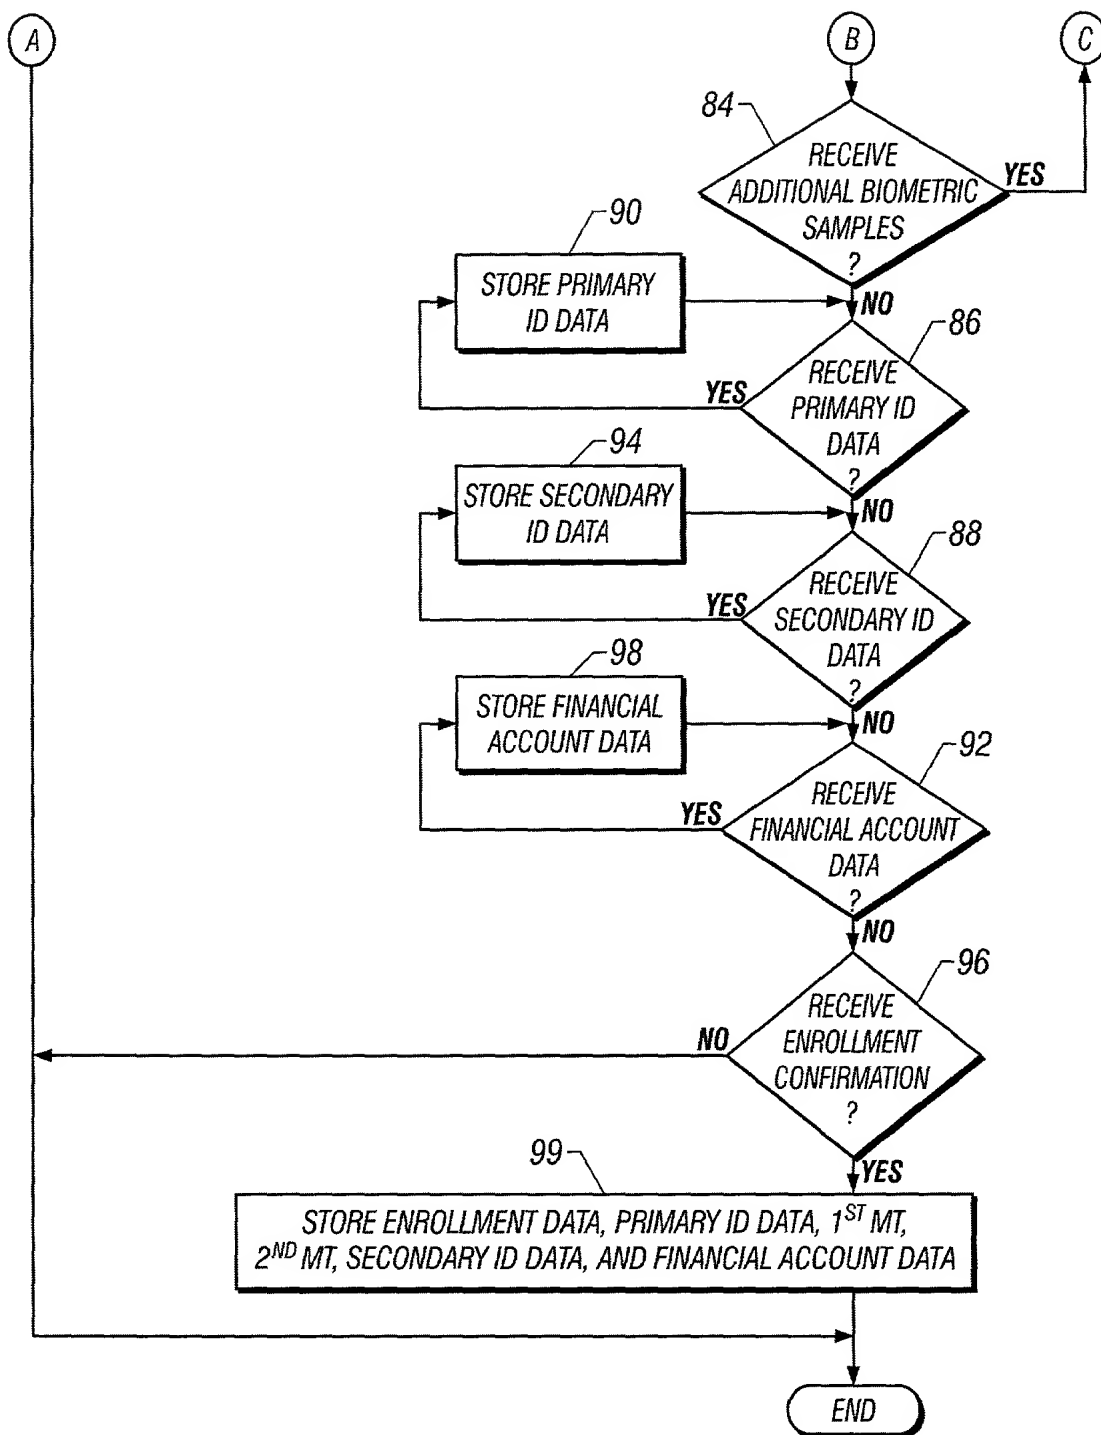 A
B
C
84
RECEIVE
ADDITIONAL BIOMETRIC
SAMPLES
?
YES
NO
90
STORE PRIMARY
ID DATA
86
RECEIVE
PRIMARY ID
DATA
?
YES
NO
94
STORE SECONDARY
ID DATA
88
RECEIVE
SECONDARY ID
DATA
?
YES
NO
98
STORE FINANCIAL
ACCOUNT DATA
92
RECEIVE
FINANCIAL ACCOUNT
DATA
?
YES
NO
96
RECEIVE
ENROLLMENT
CONFIRMATION
?
NO
YES
99
STORE ENROLLMENT DATA, PRIMARY ID DATA, 1ST MT,
2ND MT, SECONDARY ID DATA, AND FINANCIAL ACCOUNT DATA
END